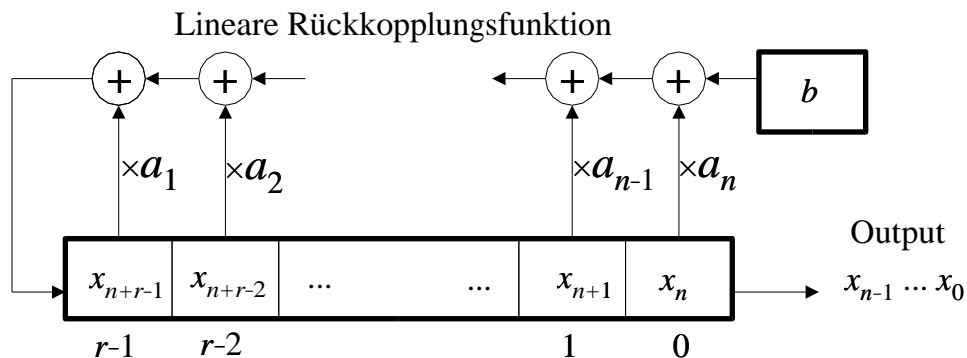 Lineare Rückkopplungsfunktion
+ + + + b
×a₁ ×a₂ ×aₙ₋₁ ×aₙ
Output
xₙ₊ᵣ₋₁ xₙ₊ᵣ₋₂ ... ... xₙ₊₁ xₙ xₙ₋₁ ... x₀
r-1 r-2 1 0